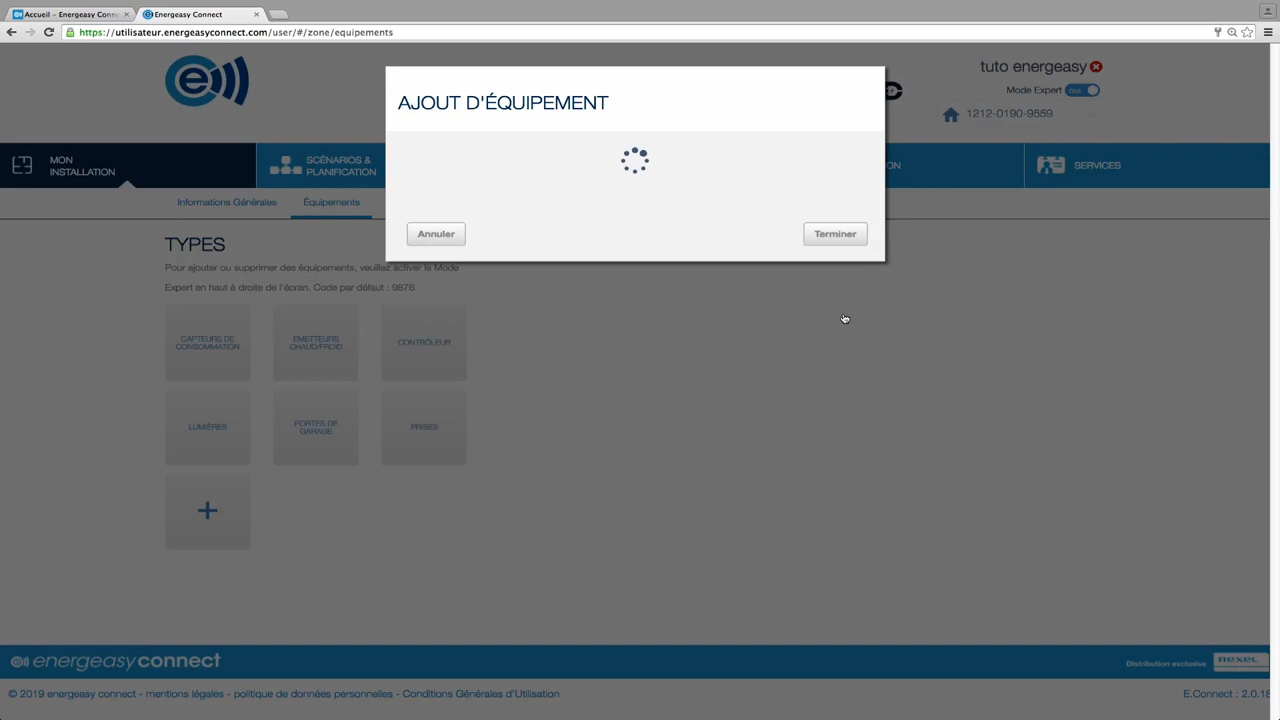 Accueil – Energeasy Conn
Energeasy Connect
https://utilisateur.energeasyconnect.com/user/#/zone/equipements
tuto energeasy
Mode Expert OUI
1212-0190-9559
AJOUT D'ÉQUIPEMENT
Annuler
Terminer
MON
INSTALLATION
SCÉNARIOS &
PLANIFICATION
ON
SERVICES
Informations Générales
Équipements
TYPES
Pour ajouter ou supprimer des équipements, veuillez activer le Mode
Expert en haut à droite de l'écran. Code par défaut : 9876.
CAPTEURS DE
CONSOMMATION
EMETTEURS
CHAUD/FROID
CONTRÔLEUR
LUMIÈRES
PORTES DE
GARAGE
PRISES
+
energeasyconnect
Distribution exclusive
REXEL
© 2019 energeasy connect - mentions légales - politique de données personnelles - Conditions Générales d'Utilisation
E.Connect : 2.0.18